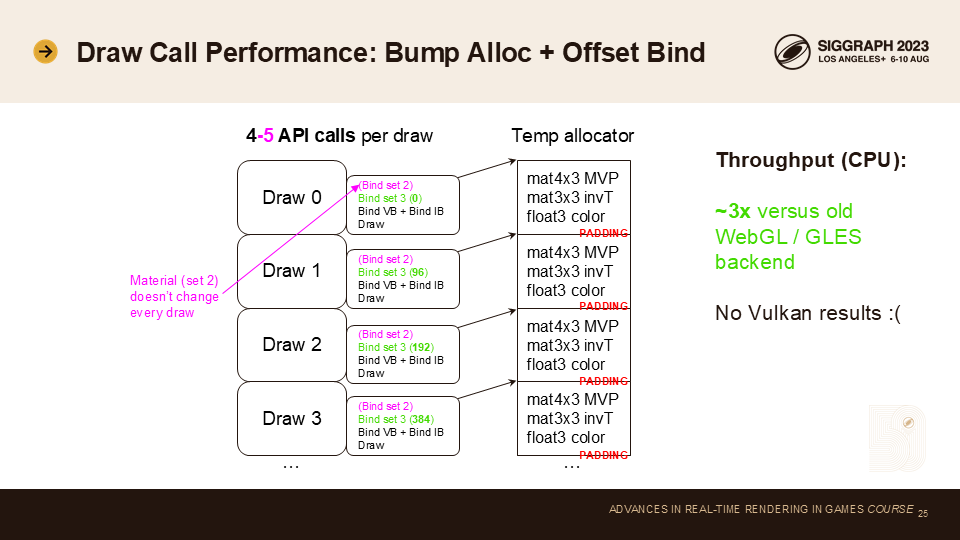 Draw Call Performance: Bump Alloc + Offset Bind
SIGGRAPH 2023
LOS ANGELES+ 6-10 AUG
4-5 API calls per draw
Temp allocator
Draw 0
(Bind set 2)
Bind set 3 (0)
Bind VB + Bind IB
Draw
mat4x3 MVP
mat3x3 invT
float3 color
PADDING
Draw 1
(Bind set 2)
Bind set 3 (96)
Bind VB + Bind IB
Draw
mat4x3 MVP
mat3x3 invT
float3 color
PADDING
Draw 2
(Bind set 2)
Bind set 3 (192)
Bind VB + Bind IB
Draw
mat4x3 MVP
mat3x3 invT
float3 color
PADDING
Draw 3
(Bind set 2)
Bind set 3 (384)
Bind VB + Bind IB
Draw
mat4x3 MVP
mat3x3 invT
float3 color
PADDING
...
...
Material (set 2)
doesn't change
every draw
Throughput (CPU):
~3x versus old
WebGL / GLES
backend
No Vulkan results :(
ADVANCES IN REAL-TIME RENDERING IN GAMES COURSE 25